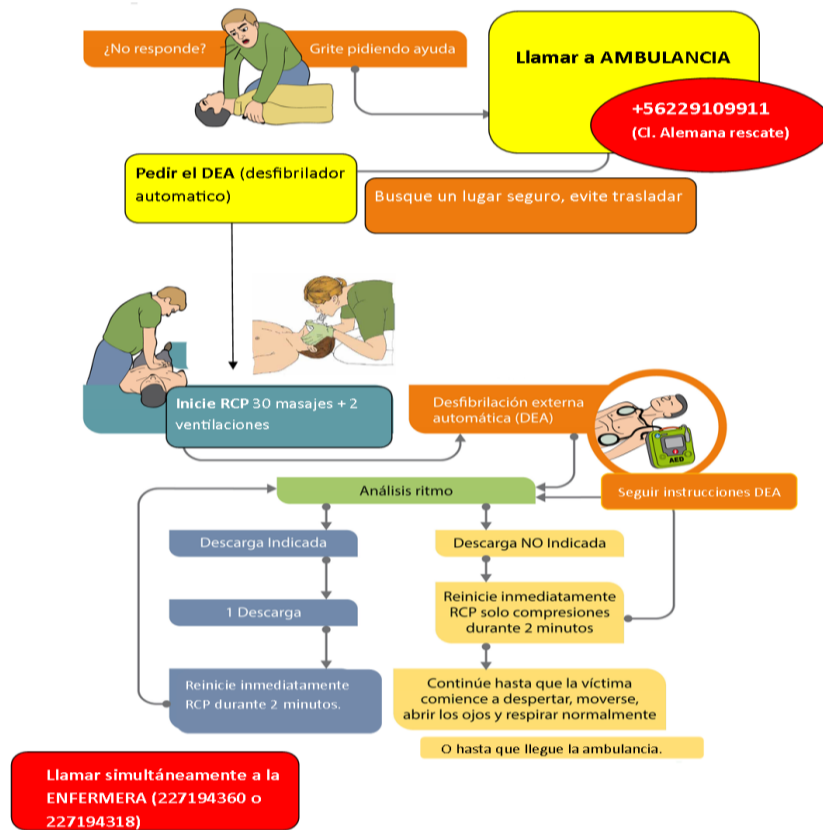 ¿No responde?
Grite pidiendo ayuda
Llamar a AMBULANCIA
+56229109911
(Cl. Alemana rescate)
Pedir el DEA (desfibrilador
automatico)
Busque un lugar seguro, evite trasladar
Inicie RCP 30 masajes + 2
ventilaciones
Desfibrilación externa
automática (DEA)
AED
Seguir instrucciones DEA
Análisis ritmo
Descarga Indicada
Descarga NO Indicada
1 Descarga
Reinicie inmediatamente
RCP solo compresiones
durante 2 minutos
Reinicie inmediatamente
RCP durante 2 minutos.
Continúe hasta que la víctima
comience a despertar, moverse,
abrir los ojos y respirar normalmente
O hasta que llegue la ambulancia.
Llamar simultáneamente a la
ENFERMERA (227194360 o
227194318)